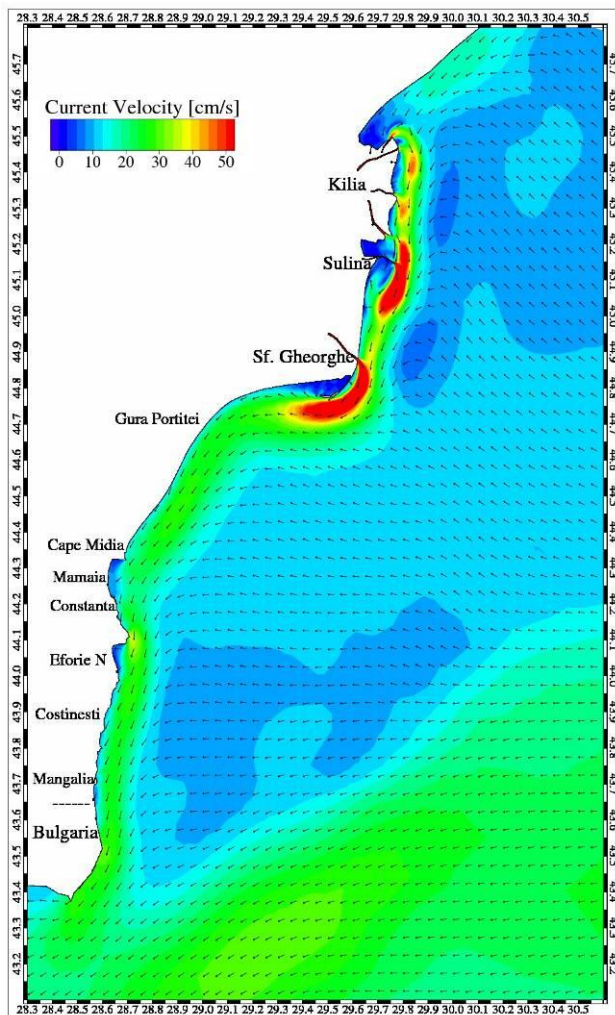 28.3 28.4 28.5 28.6 28.7 28.8 28.9 29.0 29.1 29.2 29.3 29.4 29.5 29.6 29.7 29.8 29.9 30.0 30.1 30.2 30.3 30.4 30.5
Current Velocity [cm/s]
0 10 20 30 40 50
Kilia
Sulina
Sf. Gheorghe
Gura Portitei
Cape Midia
Mamaia
Constanta
Eforie N
Costinesti
Mangalia
Bulgaria
45.7
45.6
45.5
45.4
45.3
45.2
45.1
45.0
44.9
44.8
44.7
44.6
44.5
44.4
44.3
44.2
44.1
44.0
43.9
43.8
43.7
43.6
43.5
43.4
43.3
43.2
28.3 28.4 28.5 28.6 28.7 28.8 28.9 29.0 29.1 29.2 29.3 29.4 29.5 29.6 29.7 29.8 29.9 30.0 30.1 30.2 30.3 30.4 30.5